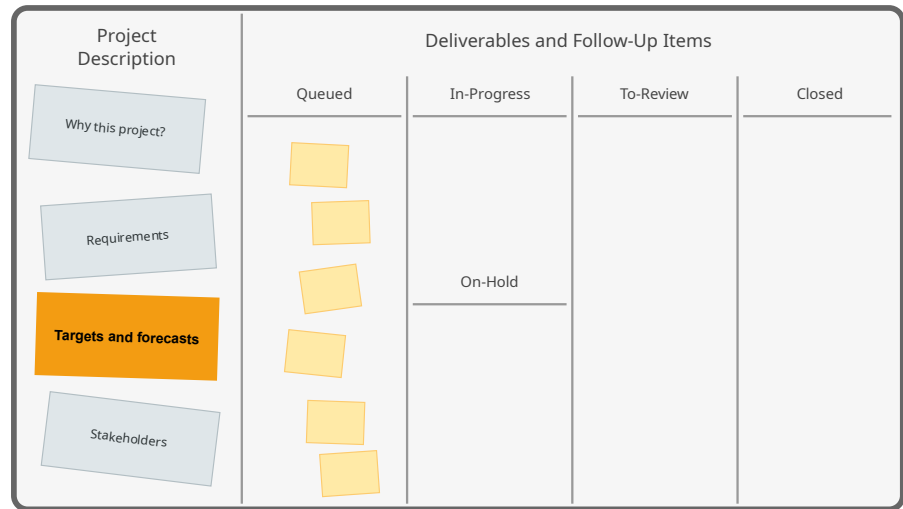 Project
Description
Why this project?
Requirements
Targets and forecasts
Stakeholders
Deliverables and Follow-Up Items
Queued
In-Progress
To-Review
Closed
On-Hold